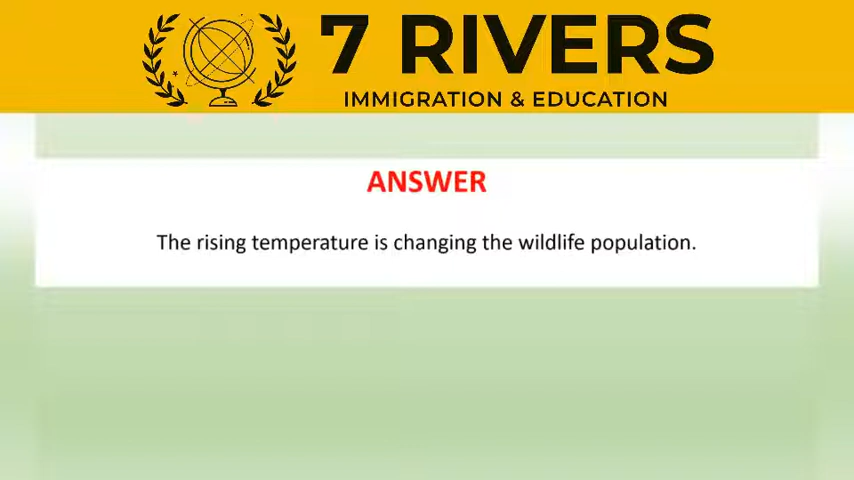 7 RIVERS
IMMIGRATION & EDUCATION
ANSWER
The rising temperature is changing the wildlife population.